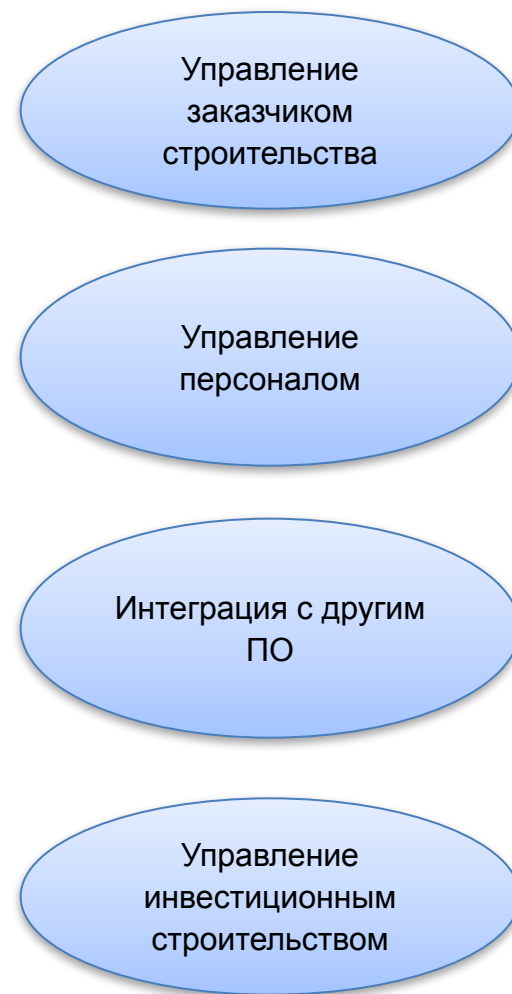 Управление
заказчиком
строительства
Управление
персоналом
Интеграция с другим
ПО
Управление
инвестиционным
строительством